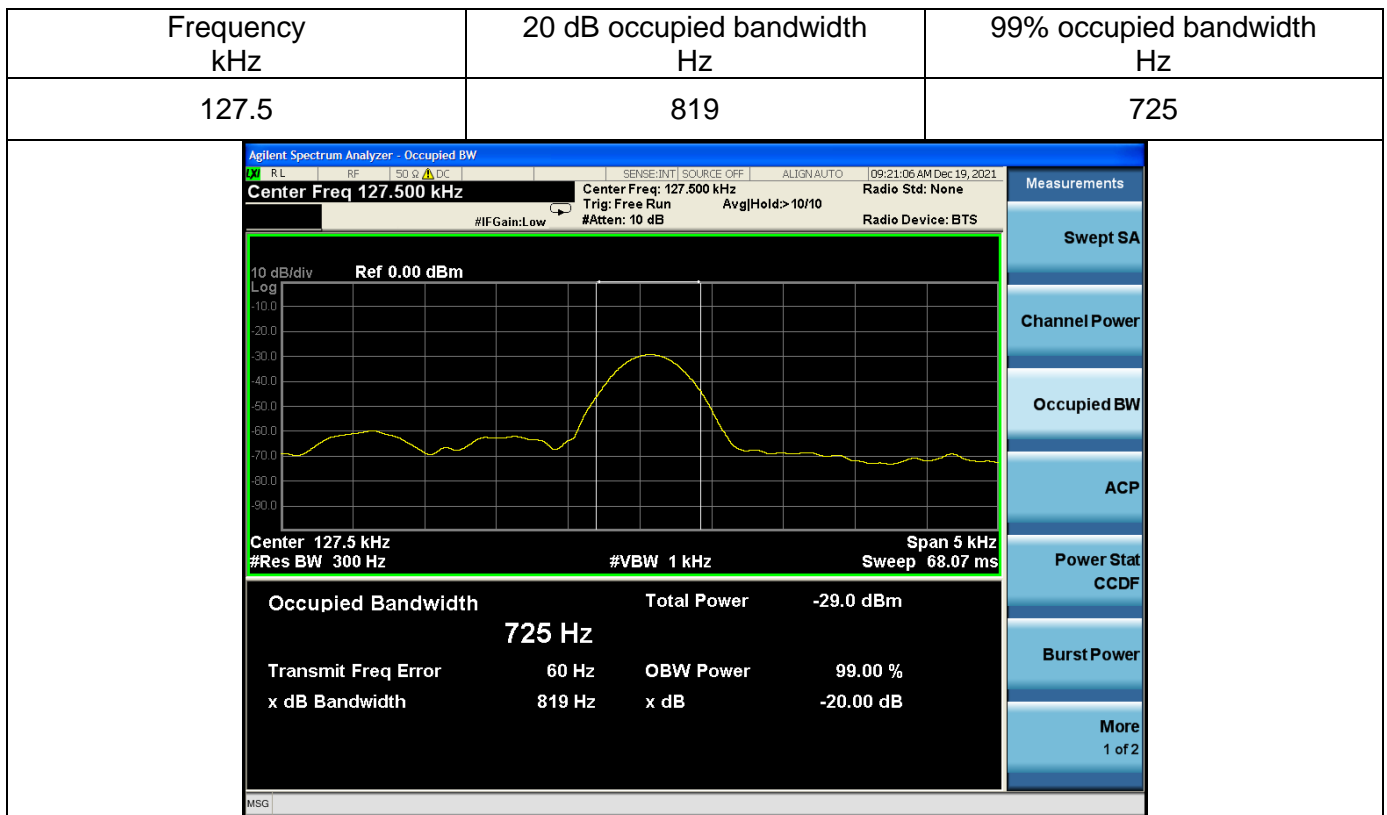 Frequency
kHz
20 dB occupied bandwidth
Hz
99% occupied bandwidth
Hz
127.5
819
725
Agilent Spectrum Analyzer - Occupied BW
LXI RL RF 50 Ω DC SENSE:INT SOURCE OFF ALIGN AUTO 09:21:06 AM Dec 19, 2021
Center Freq 127.500 kHz
Center Freq: 127.500 kHz
Radio Std: None
Trig: Free Run Avg|Hold:>10/10
#IFGain:Low
#Atten: 10 dB
Radio Device: BTS
10 dB/div Ref 0.00 dBm
Log
-10.0
-20.0
-30.0
-40.0
-50.0
-60.0
-70.0
-80.0
-90.0
Center 127.5 kHz Span 5 kHz
#Res BW 300 Hz #VBW 1 kHz Sweep 68.07 ms
Occupied Bandwidth Total Power -29.0 dBm
725 Hz
Transmit Freq Error 60 Hz OBW Power 99.00 %
x dB Bandwidth 819 Hz x dB -20.00 dB
MSG
Measurements
Swept SA
Channel Power
Occupied BW
ACP
Power Stat
CCDF
Burst Power
More
1 of 2